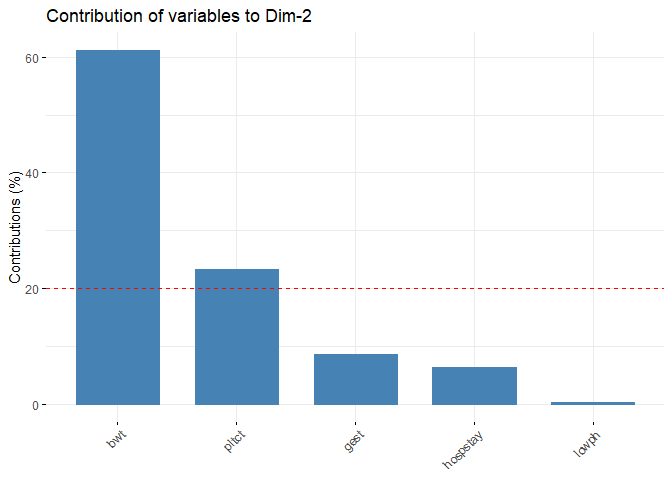 Contribution of variables to Dim-2
Contributions (%)
60
40
20
0
bwt
pltct
gest
hospstay
lowph